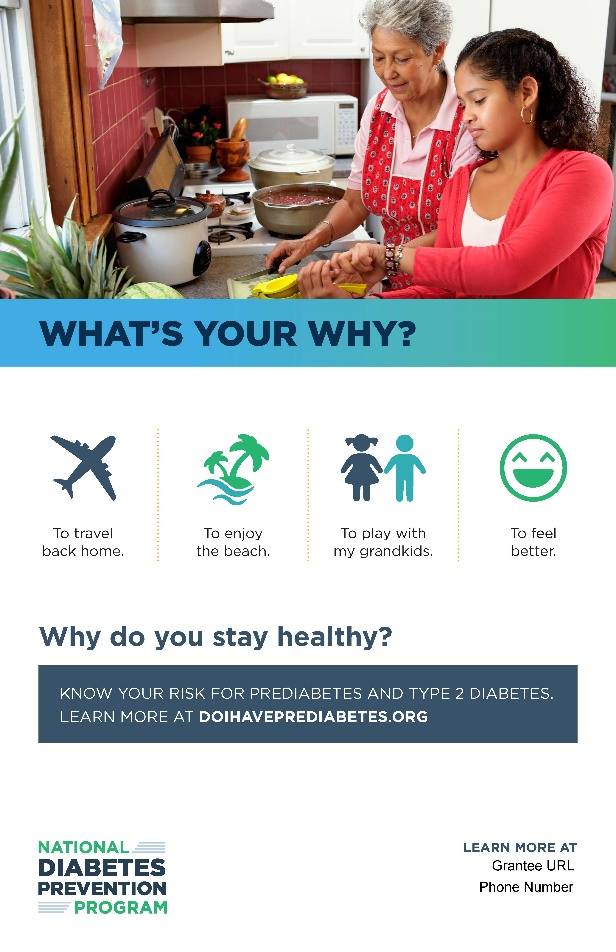 WHAT'S YOUR WHY?
To travel
back home.
To enjoy
the beach.
To play with
my grandkids.
To feel
better.
Why do you stay healthy?
KNOW YOUR RISK FOR PREDIABETES AND TYPE 2 DIABETES.
LEARN MORE AT DOIHAVEPREDIABETES.ORG
NATIONAL
DIABETES
PREVENTION
PROGRAM
LEARN MORE AT
Grantee URL
Phone Number